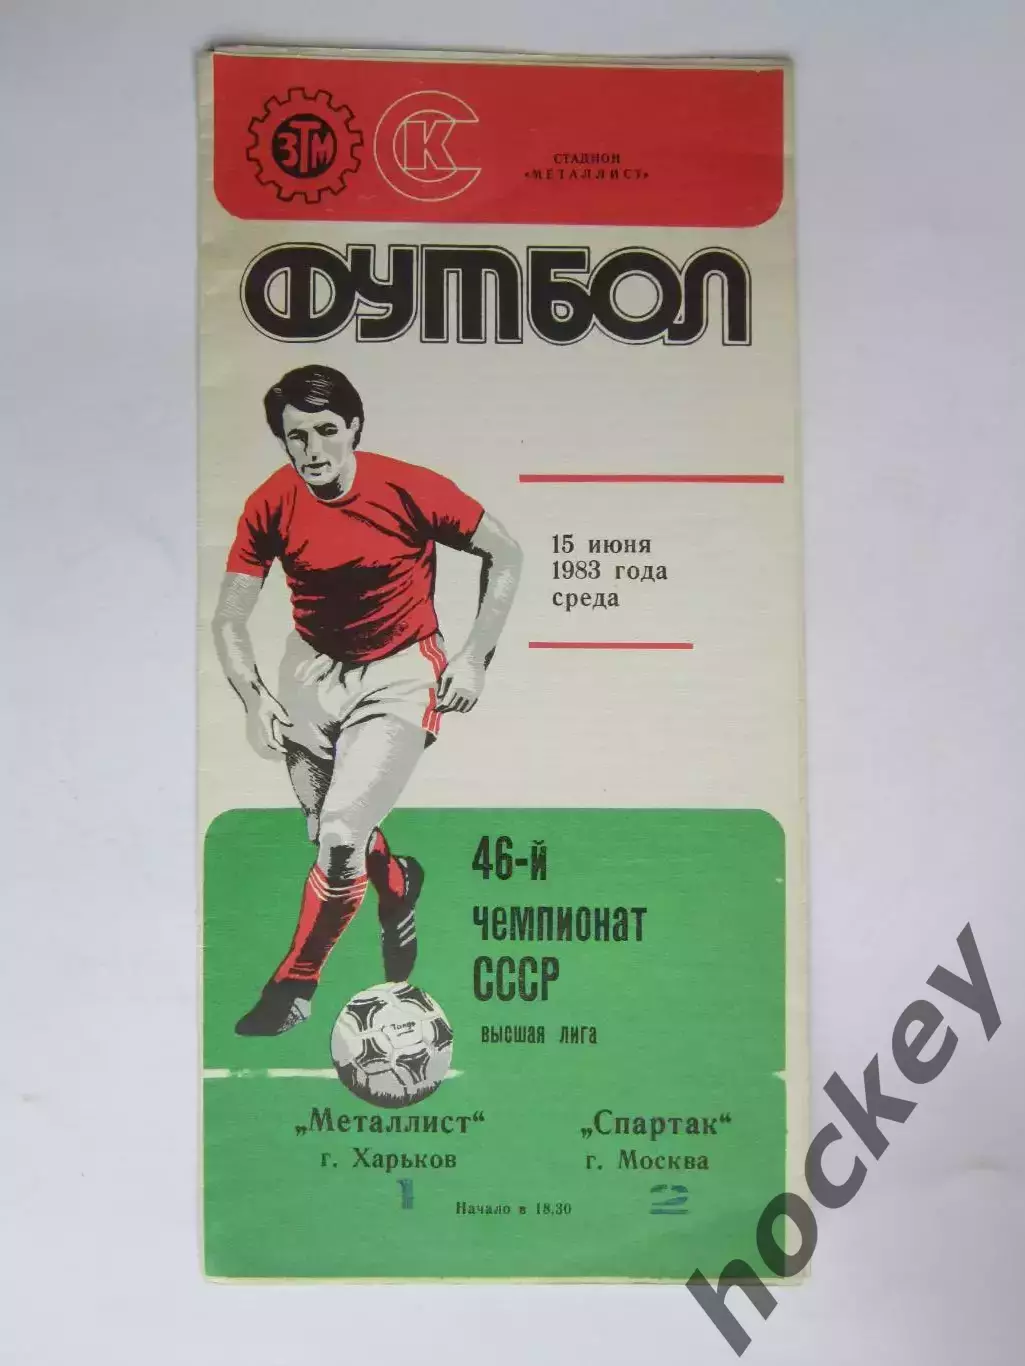 ЗТМ
СК
СТАДИОН
«МЕТАЛЛИСТ»
ФУТБОЛ
15 июня
1983 года
среда
46-й
чемпионат
СССР
высшая лига
Tango
„Металлист“ „Спартак“
г. Харьков г. Москва
1 Начало в 18,30 2
hockey